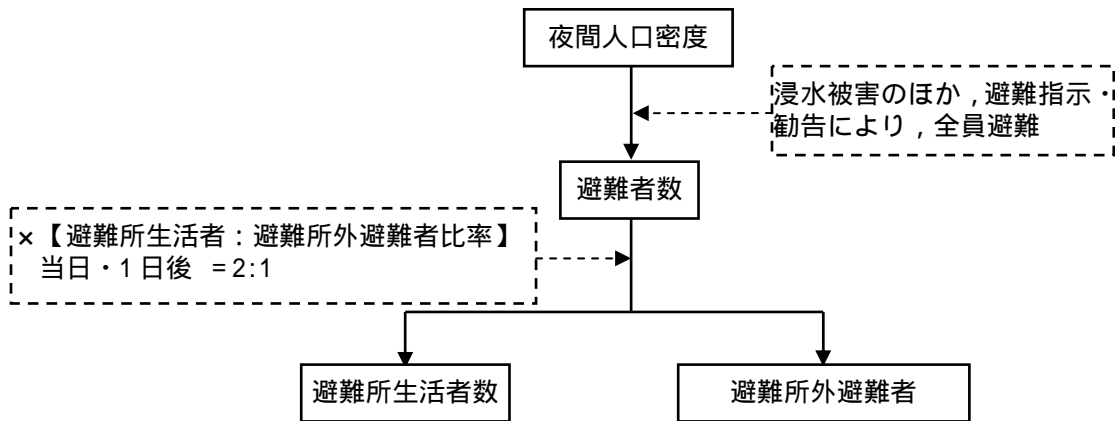 夜間人口密度
浸水被害のほか，避難指示・
勧告により，全員避難
避難者数
×【避難所生活者：避難所外避難者比率】
当日・1日後 =2:1
避難所生活者数
避難所外避難者